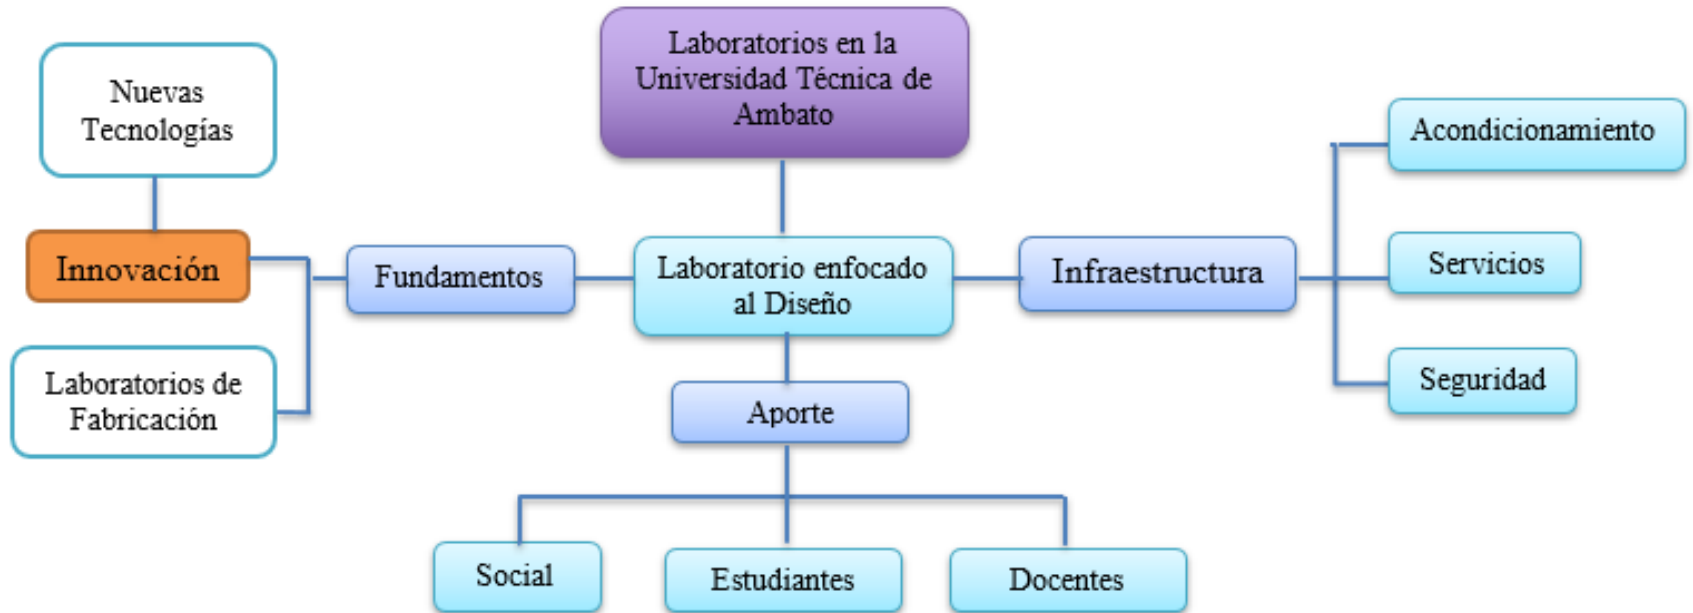 Laboratorios en la
Universidad Técnica de
Ambato
Nuevas
Tecnologías
Acondicionamiento
Innovación
Fundamentos
Laboratorio enfocado
al Diseño
Infraestructura
Servicios
Laboratorios de
Fabricación
Aporte
Seguridad
Social
Estudiantes
Docentes